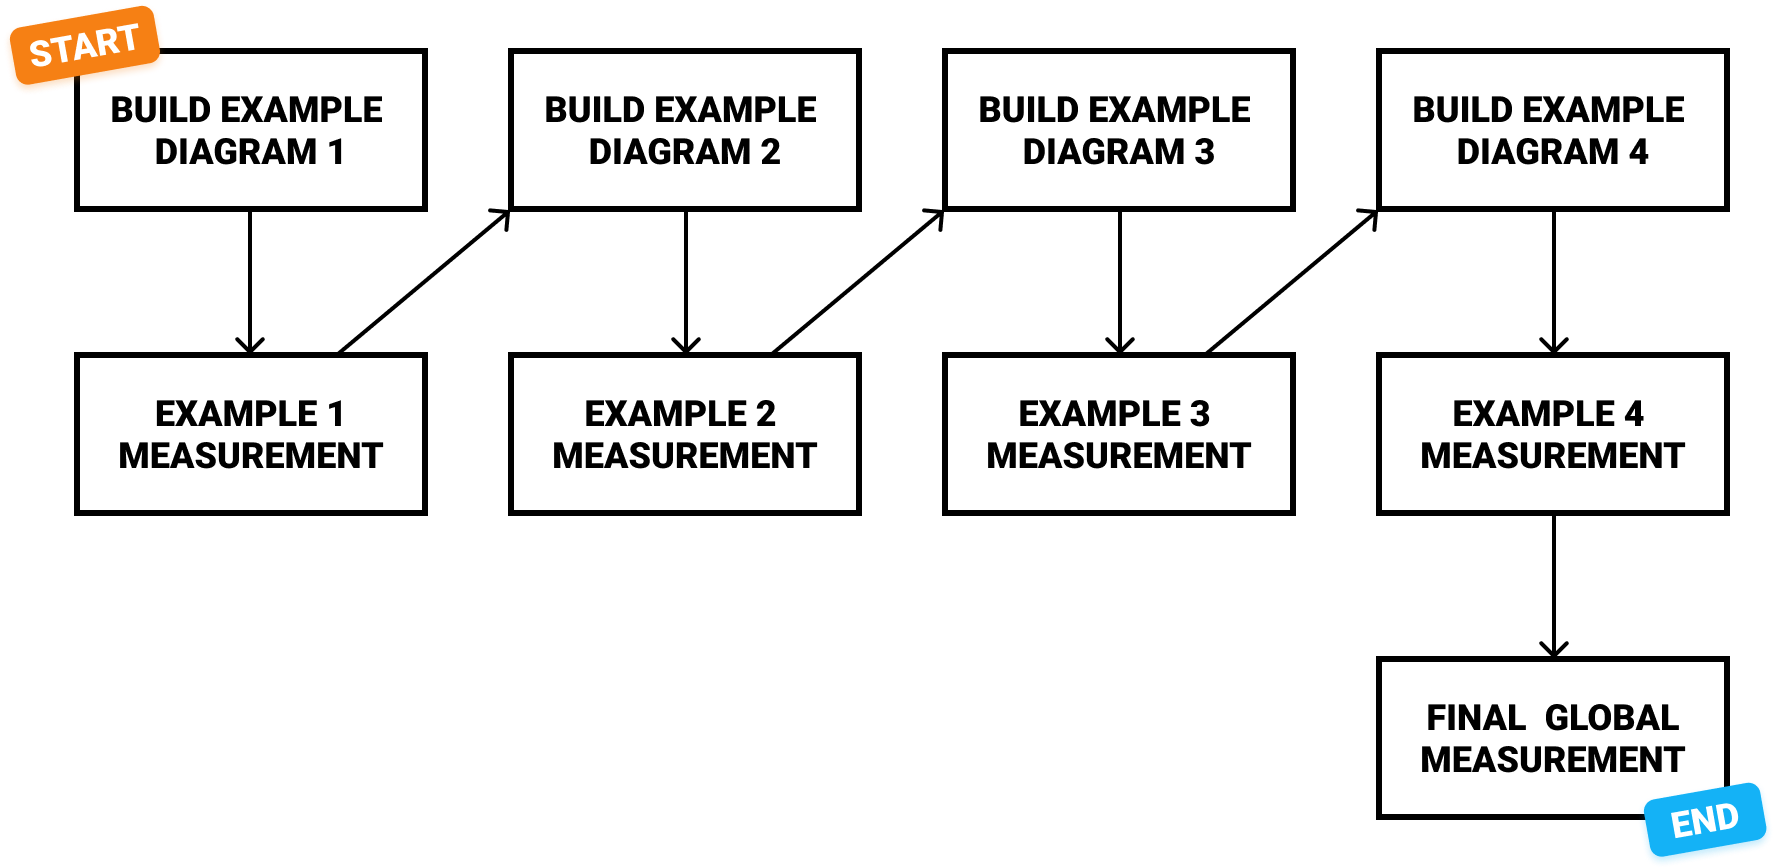 START
BUILD EXAMPLE
DIAGRAM 1
BUILD EXAMPLE
DIAGRAM 2
BUILD EXAMPLE
DIAGRAM 3
BUILD EXAMPLE
DIAGRAM 4
EXAMPLE 1
MEASUREMENT
EXAMPLE 2
MEASUREMENT
EXAMPLE 3
MEASUREMENT
EXAMPLE 4
MEASUREMENT
FINAL GLOBAL
MEASUREMENT
END